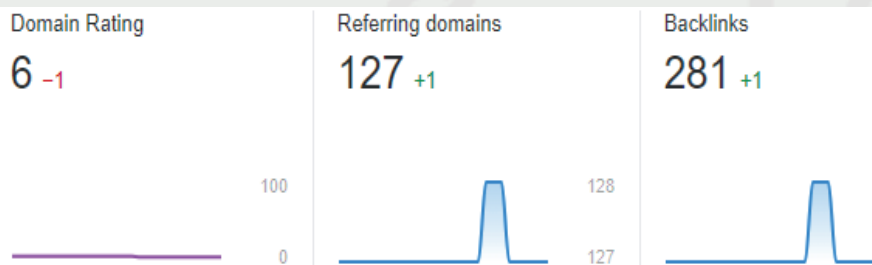 Domain Rating
6 −1
100
0
Referring domains
127 +1
128
127
Backlinks
281 +1